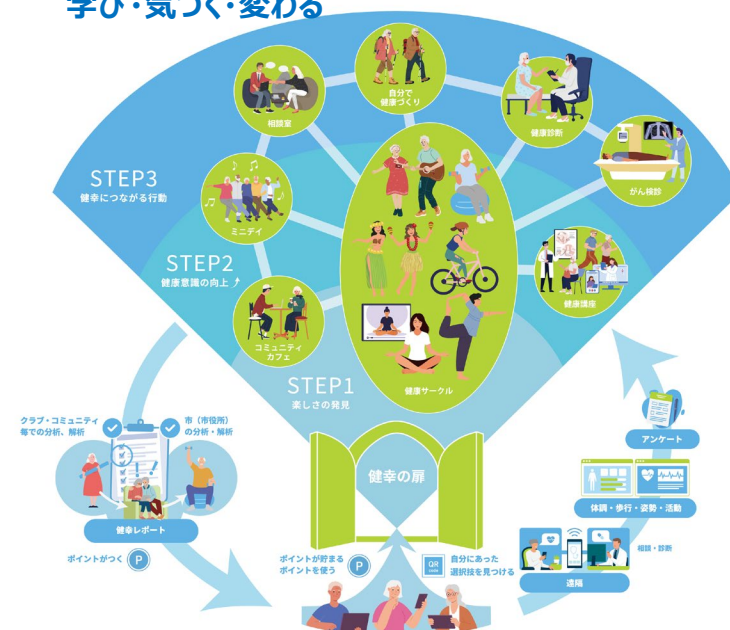 学び・気づく・変わる
自分で
健康づくり
相談室
健康診断
がん検診
STEP3
健幸につながる行動
ミニデイ
STEP2
健康意識の向上
健康講座
コミュニティ
カフェ
STEP1
楽しさの発見
健康サークル
クラブ・コミュニティ
毎での分析、解析
市（市役所）
の分析・解析
健幸の扉
アンケート
体調・歩行・姿勢・活動
健幸レポート
相談・診断
遠隔
ポイントがつく
P
ポイントが貯まる
ポイントを使う
P
QR
自分にあった
選択技を見つける